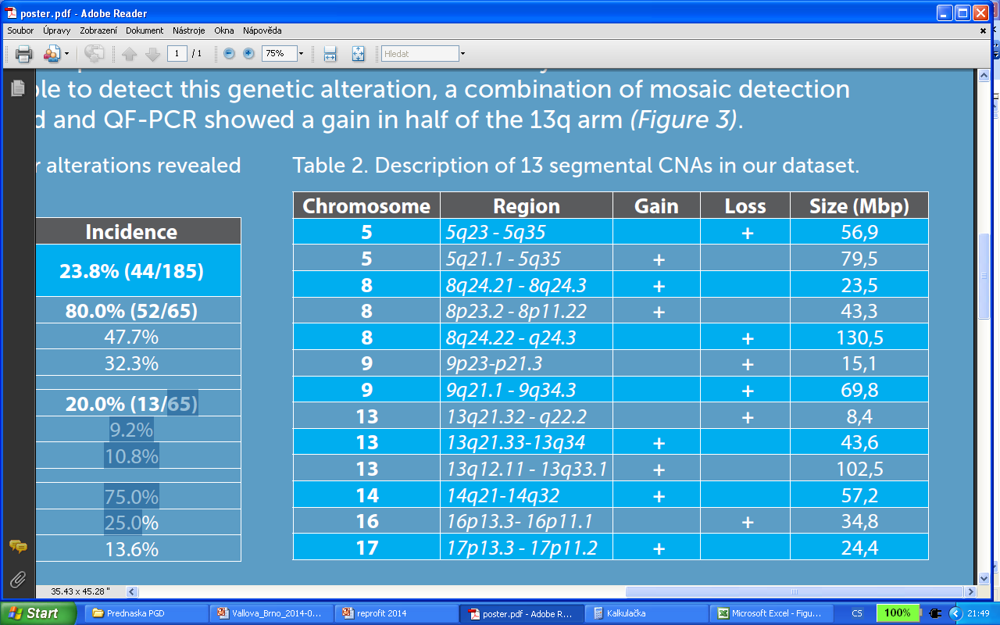 poster.pdf - Adobe Reader
Soubor Úpravy Zobrazení Dokument Nástroje Okna Nápověda
1 / 1 75% Hledat
ble to detect this genetic alteration, a combination of mosaic detection
d and QF-PCR showed a gain in half of the 13q arm (Figure 3).
r alterations revealed
Incidence
23.8% (44/185)
80.0% (52/65)
47.7%
32.3%
20.0% (13/65)
9.2%
10.8%
75.0%
25.0%
13.6%
Table 2. Description of 13 segmental CNAs in our dataset.
Chromosome Region Gain Loss Size (Mbp)
5 5q23 - 5q35 + 56,9
5 5q21.1 - 5q35 + 79,5
8 8q24.21 - 8q24.3 + 23,5
8 8p23.2 - 8p11.22 + 43,3
8 8q24.22 - q24.3 + 130,5
9 9p23-p21.3 + 15,1
9 9q21.1 - 9q34.3 + 69,8
13 13q21.32 - q22.2 + 8,4
13 13q21.33-13q34 + 43,6
13 13q12.11 - 13q33.1 + 102,5
14 14q21-14q32 + 57,2
16 16p13.3- 16p11.1 + 34,8
17 17p13.3 - 17p11.2 + 24,4
35.43 x 45.28 "
Start Prednaska PGD Vallova_Brno_2014-0... reprofit 2014 poster.pdf - Adobe R... Kalkulačka Microsoft Excel - Figu... CS 100% 21:49